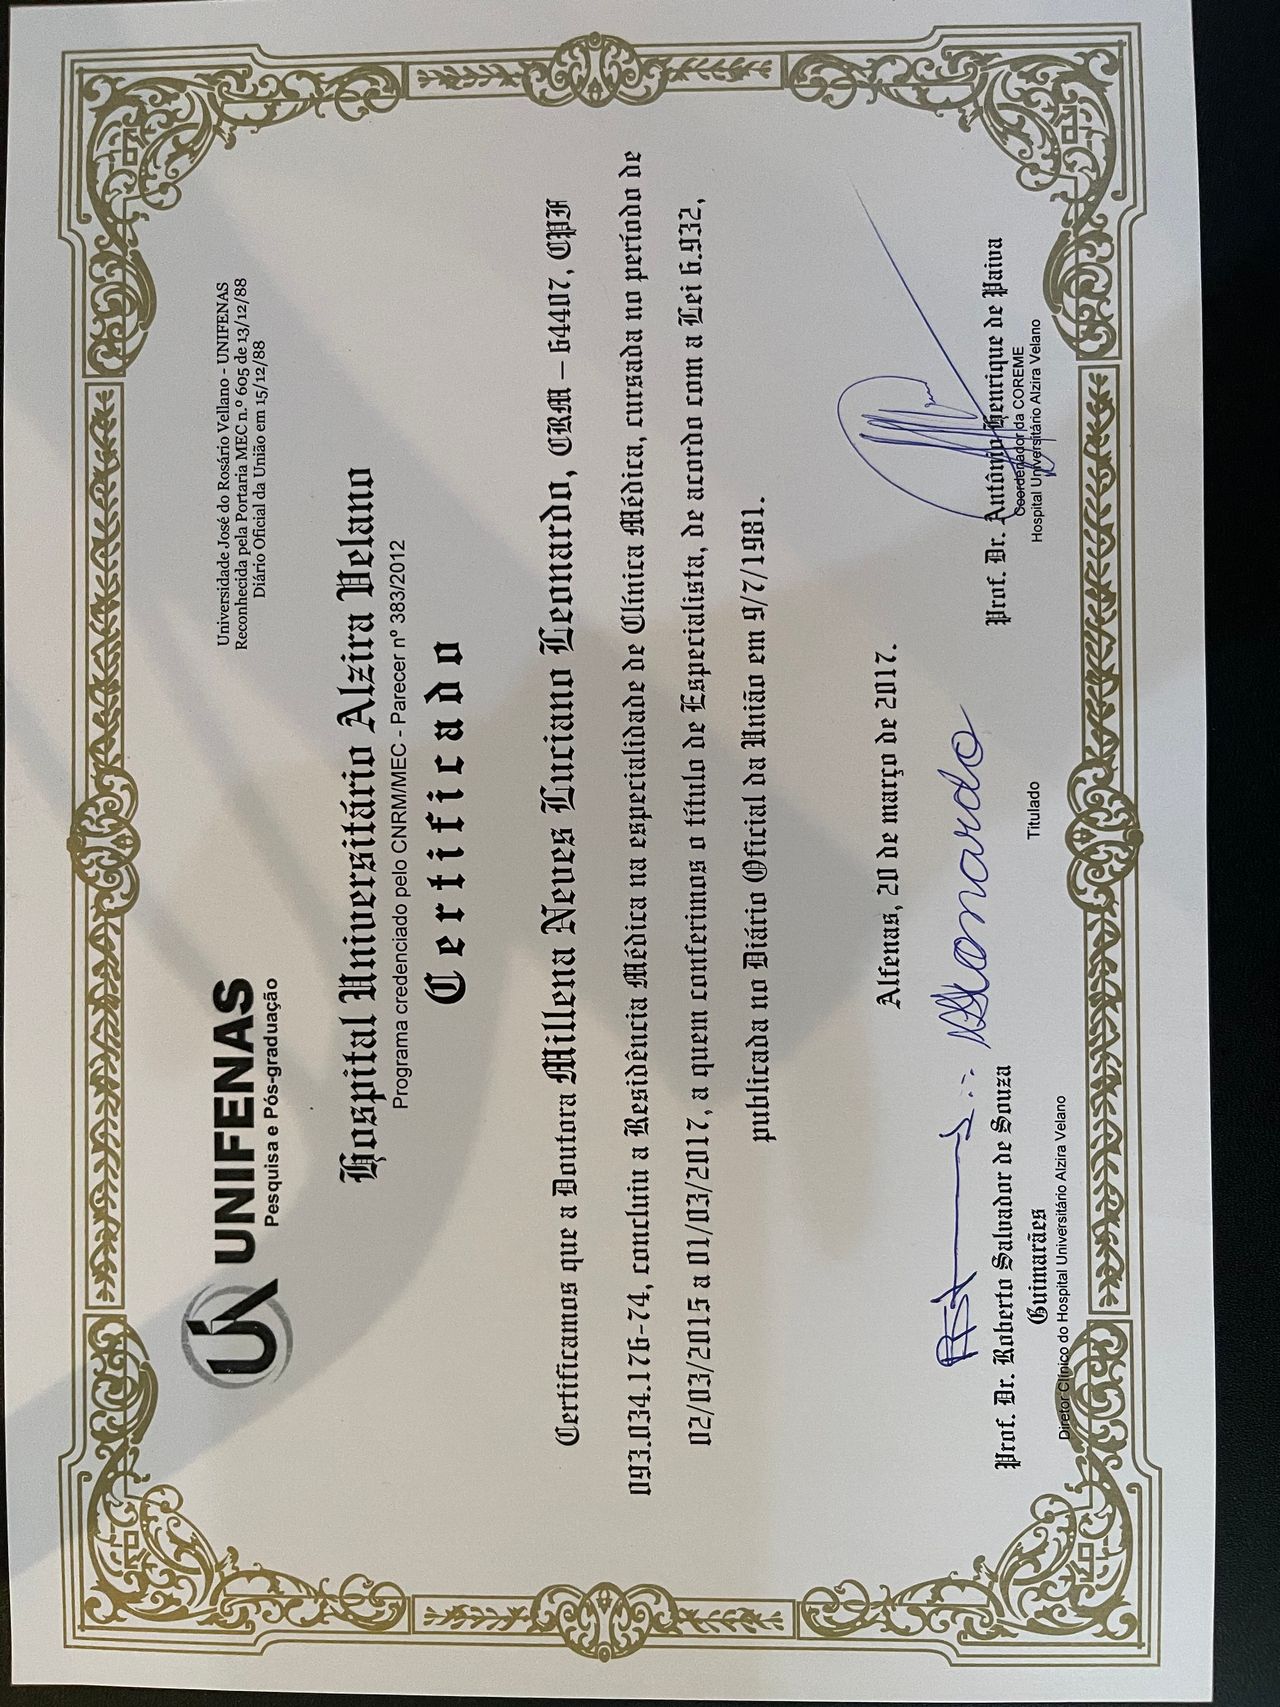 UNIFENAS
Pesquisa e Pós-graduação
Universidade José do Rosário Vellano - UNIFENAS
Reconhecida pela Portaria MEC n.º 605 de 13/12/88
Diário Oficial da União em 15/12/88
Hospital Universitário Alzira Velano
Programa credenciado pelo CNRM/MEC - Parecer nº 383/2012
Certificado
Certificamos que a Doutora Millena Neves Luciano Leonardo, CRM – 64407, CPF
093.034.176-74, concluiu a Residência Médica na especialidade de Clínica Médica, cursada no período de
02/03/2015 a 01/03/2017, a quem conferimos o título de Especialista, de acordo com a Lei 6.932,
publicada no Diário Oficial da União em 9/7/1981.
Alfenas, 20 de março de 2017.
Leonardo
Prof. Dr. Roberto Salvador de Souza
Guimarães
Diretor Clínico do Hospital Universitário Alzira Velano
Titulado
Prof. Dr. Antônio Henrique de Paiva
Coordenador da COREME
Hospital Universitário Alzira Velano